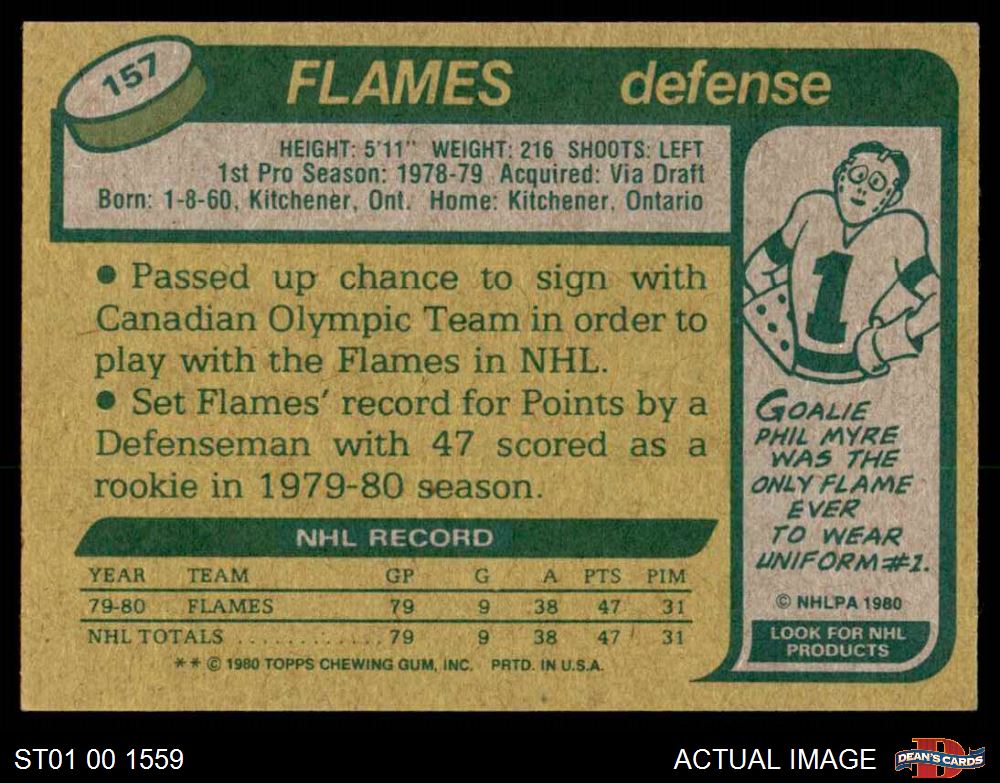 157
FLAMES defense
HEIGHT: 5'11" WEIGHT: 216 SHOOTS: LEFT
1st Pro Season: 1978-79 Acquired: Via Draft
Born: 1-8-60, Kitchener, Ont. Home: Kitchener, Ontario
● Passed up chance to sign with
Canadian Olympic Team in order to
play with the Flames in NHL.
● Set Flames' record for Points by a
Defenseman with 47 scored as a
rookie in 1979-80 season.
NHL RECORD
YEAR TEAM GP G A PTS PIM
79-80 FLAMES 79 9 38 47 31
NHL TOTALS .......... 79 9 38 47 31
** © 1980 TOPPS CHEWING GUM, INC. PRTD. IN U.S.A.
1
GOALIE
PHIL MYRE
WAS THE
ONLY FLAME
EVER
TO WEAR
UNIFORM #1.
© NHLPA 1980
LOOK FOR NHL
PRODUCTS
ST01 00 1559
ACTUAL IMAGE
D
DEAN'S CARDS